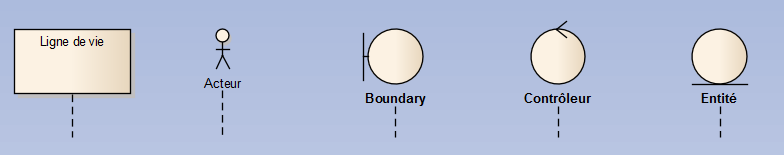 Ligne de vie
Acteur
Boundary
Contrôleur
Entité